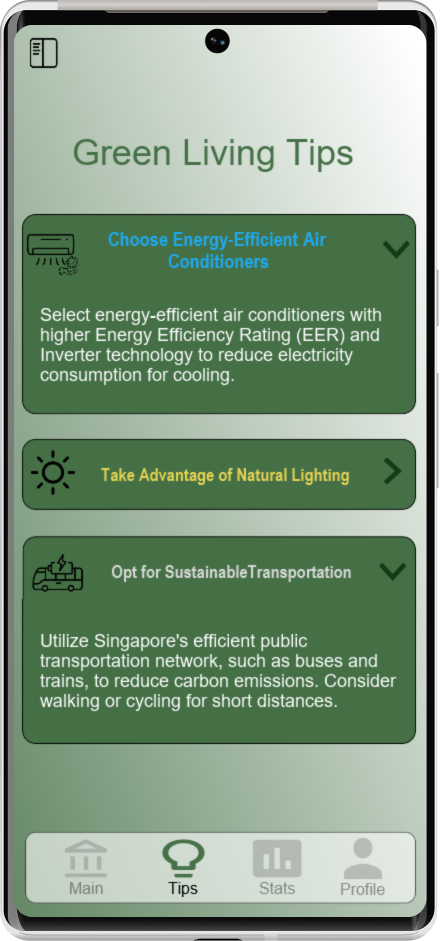 Green Living Tips
Choose Energy-Efficient Air
Conditioners
Select energy-efficient air conditioners with
higher Energy Efficiency Rating (EER) and
Inverter technology to reduce electricity
consumption for cooling.
Take Advantage of Natural Lighting
Opt for SustainableTransportation
Utilize Singapore's efficient public
transportation network, such as buses and
trains, to reduce carbon emissions. Consider
walking or cycling for short distances.
Main Tips Stats Profile